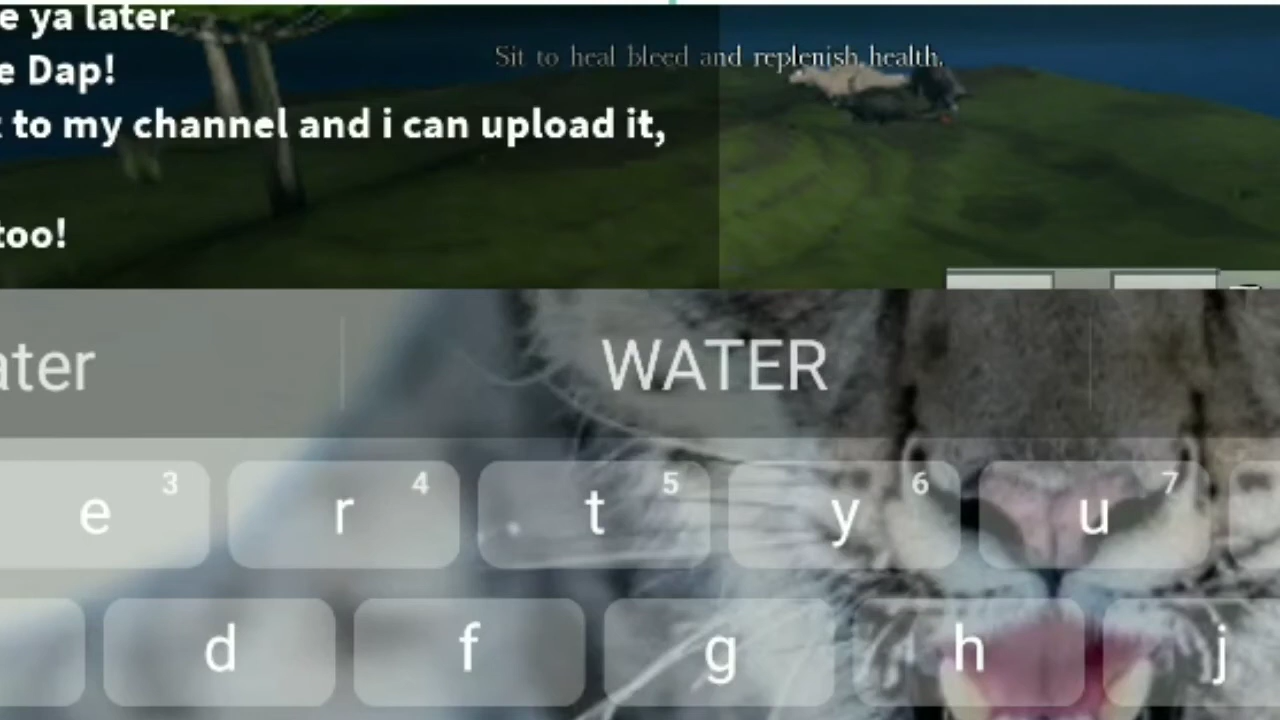 e ya later
Sit to heal bleed and replenish health.
e Dap!
to my channel and i can upload it,
too!
ater
WATER
3 4 5 6 7
e r t y u
d f g h j